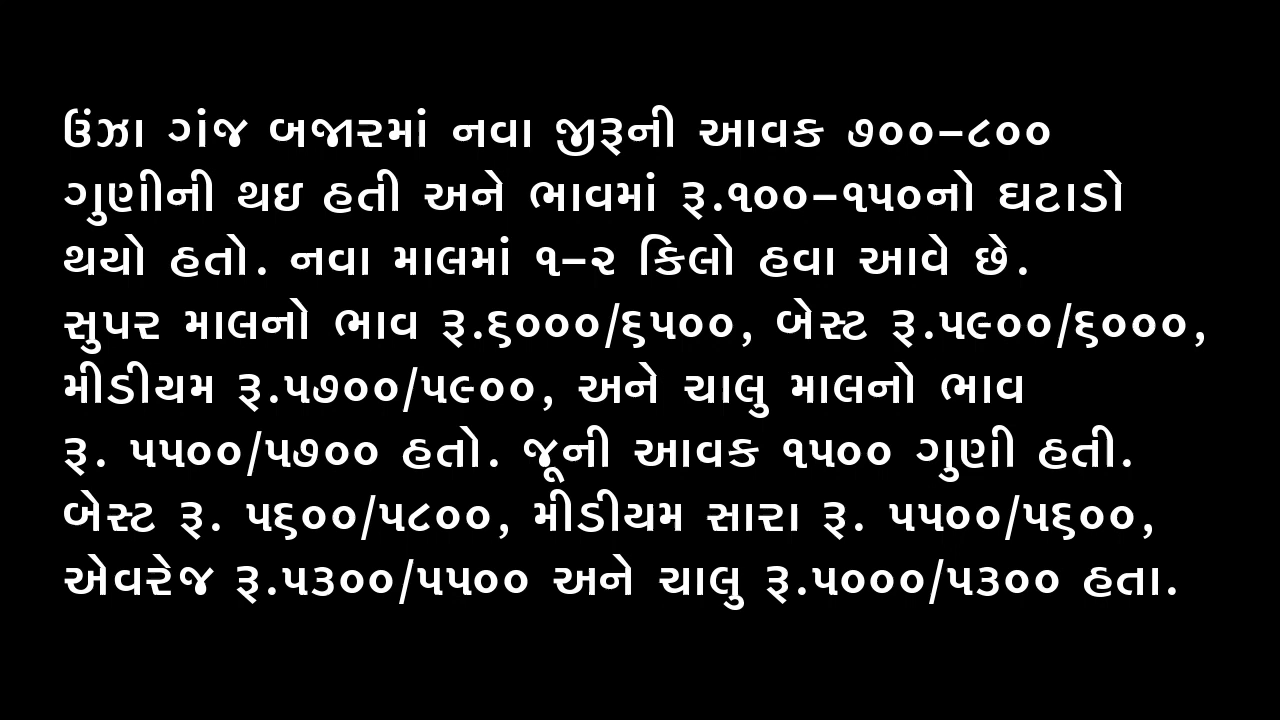 ઉંઝા ગંજ બજારમાં નવા જીરૂની આવક ૭૦૦–૮૦૦
ગુણીની થઇ હતી અને ભાવમાં રૂ.૧૦૦–૧૫૦નો ઘટાડો
થયો હતો. નવા માલમાં ૧–૨ કિલો હવા આવે છે.
સુપર માલનો ભાવ રૂ.૬૦૦૦/૬૫૦૦, બેસ્ટ રૂ.૫૯૦૦/૬૦૦૦,
મીડીયમ રૂ.૫૭૦૦/૫૯૦૦, અને ચાલુ માલનો ભાવ
રૂ. ૫૫૦૦/૫૭૦૦ હતો. જૂની આવક ૧૫૦૦ ગુણી હતી.
બેસ્ટ રૂ. ૫૬૦૦/૫૮૦૦, મીડીયમ સારા રૂ. ૫૫૦૦/૫૬૦૦,
એવરેજ રૂ.૫૩૦૦/૫૫૦૦ અને ચાલુ રૂ.૫૦૦૦/૫૩૦૦ હતા.